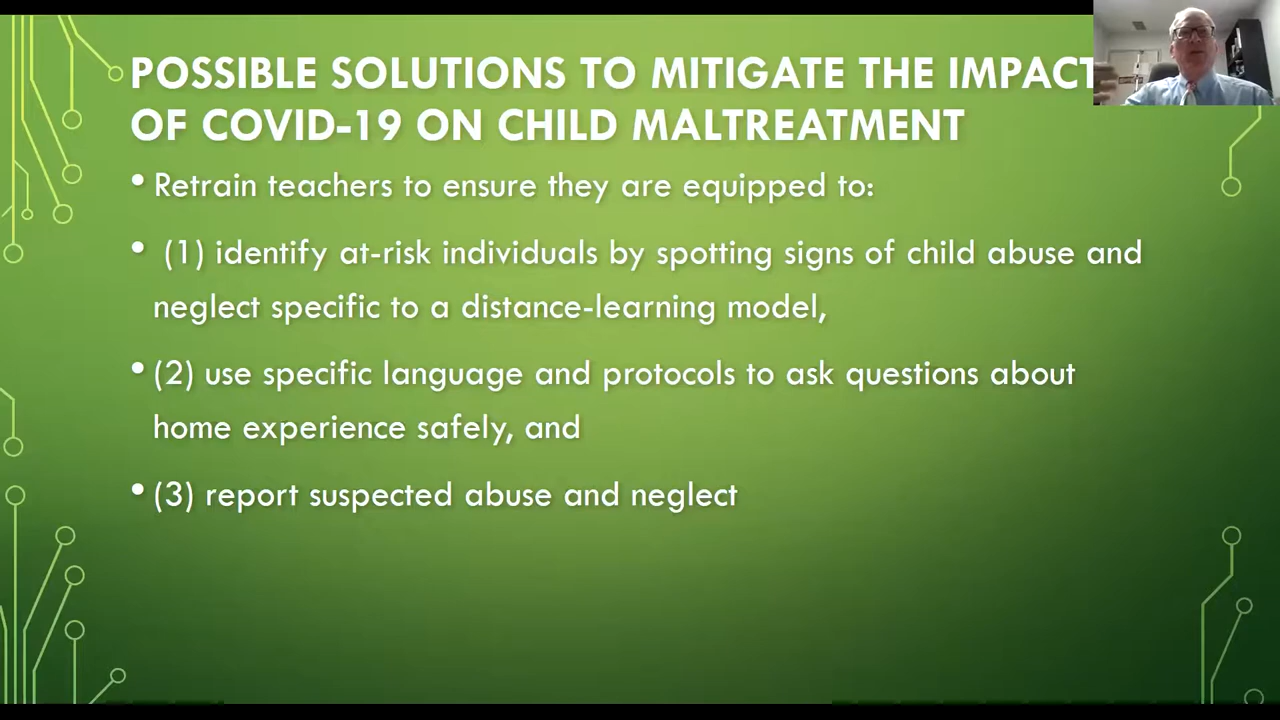 POSSIBLE SOLUTIONS TO MITIGATE THE IMPACT
OF COVID-19 ON CHILD MALTREATMENT
• Retrain teachers to ensure they are equipped to:
• (1) identify at-risk individuals by spotting signs of child abuse and
neglect specific to a distance-learning model,
• (2) use specific language and protocols to ask questions about
home experience safely, and
• (3) report suspected abuse and neglect